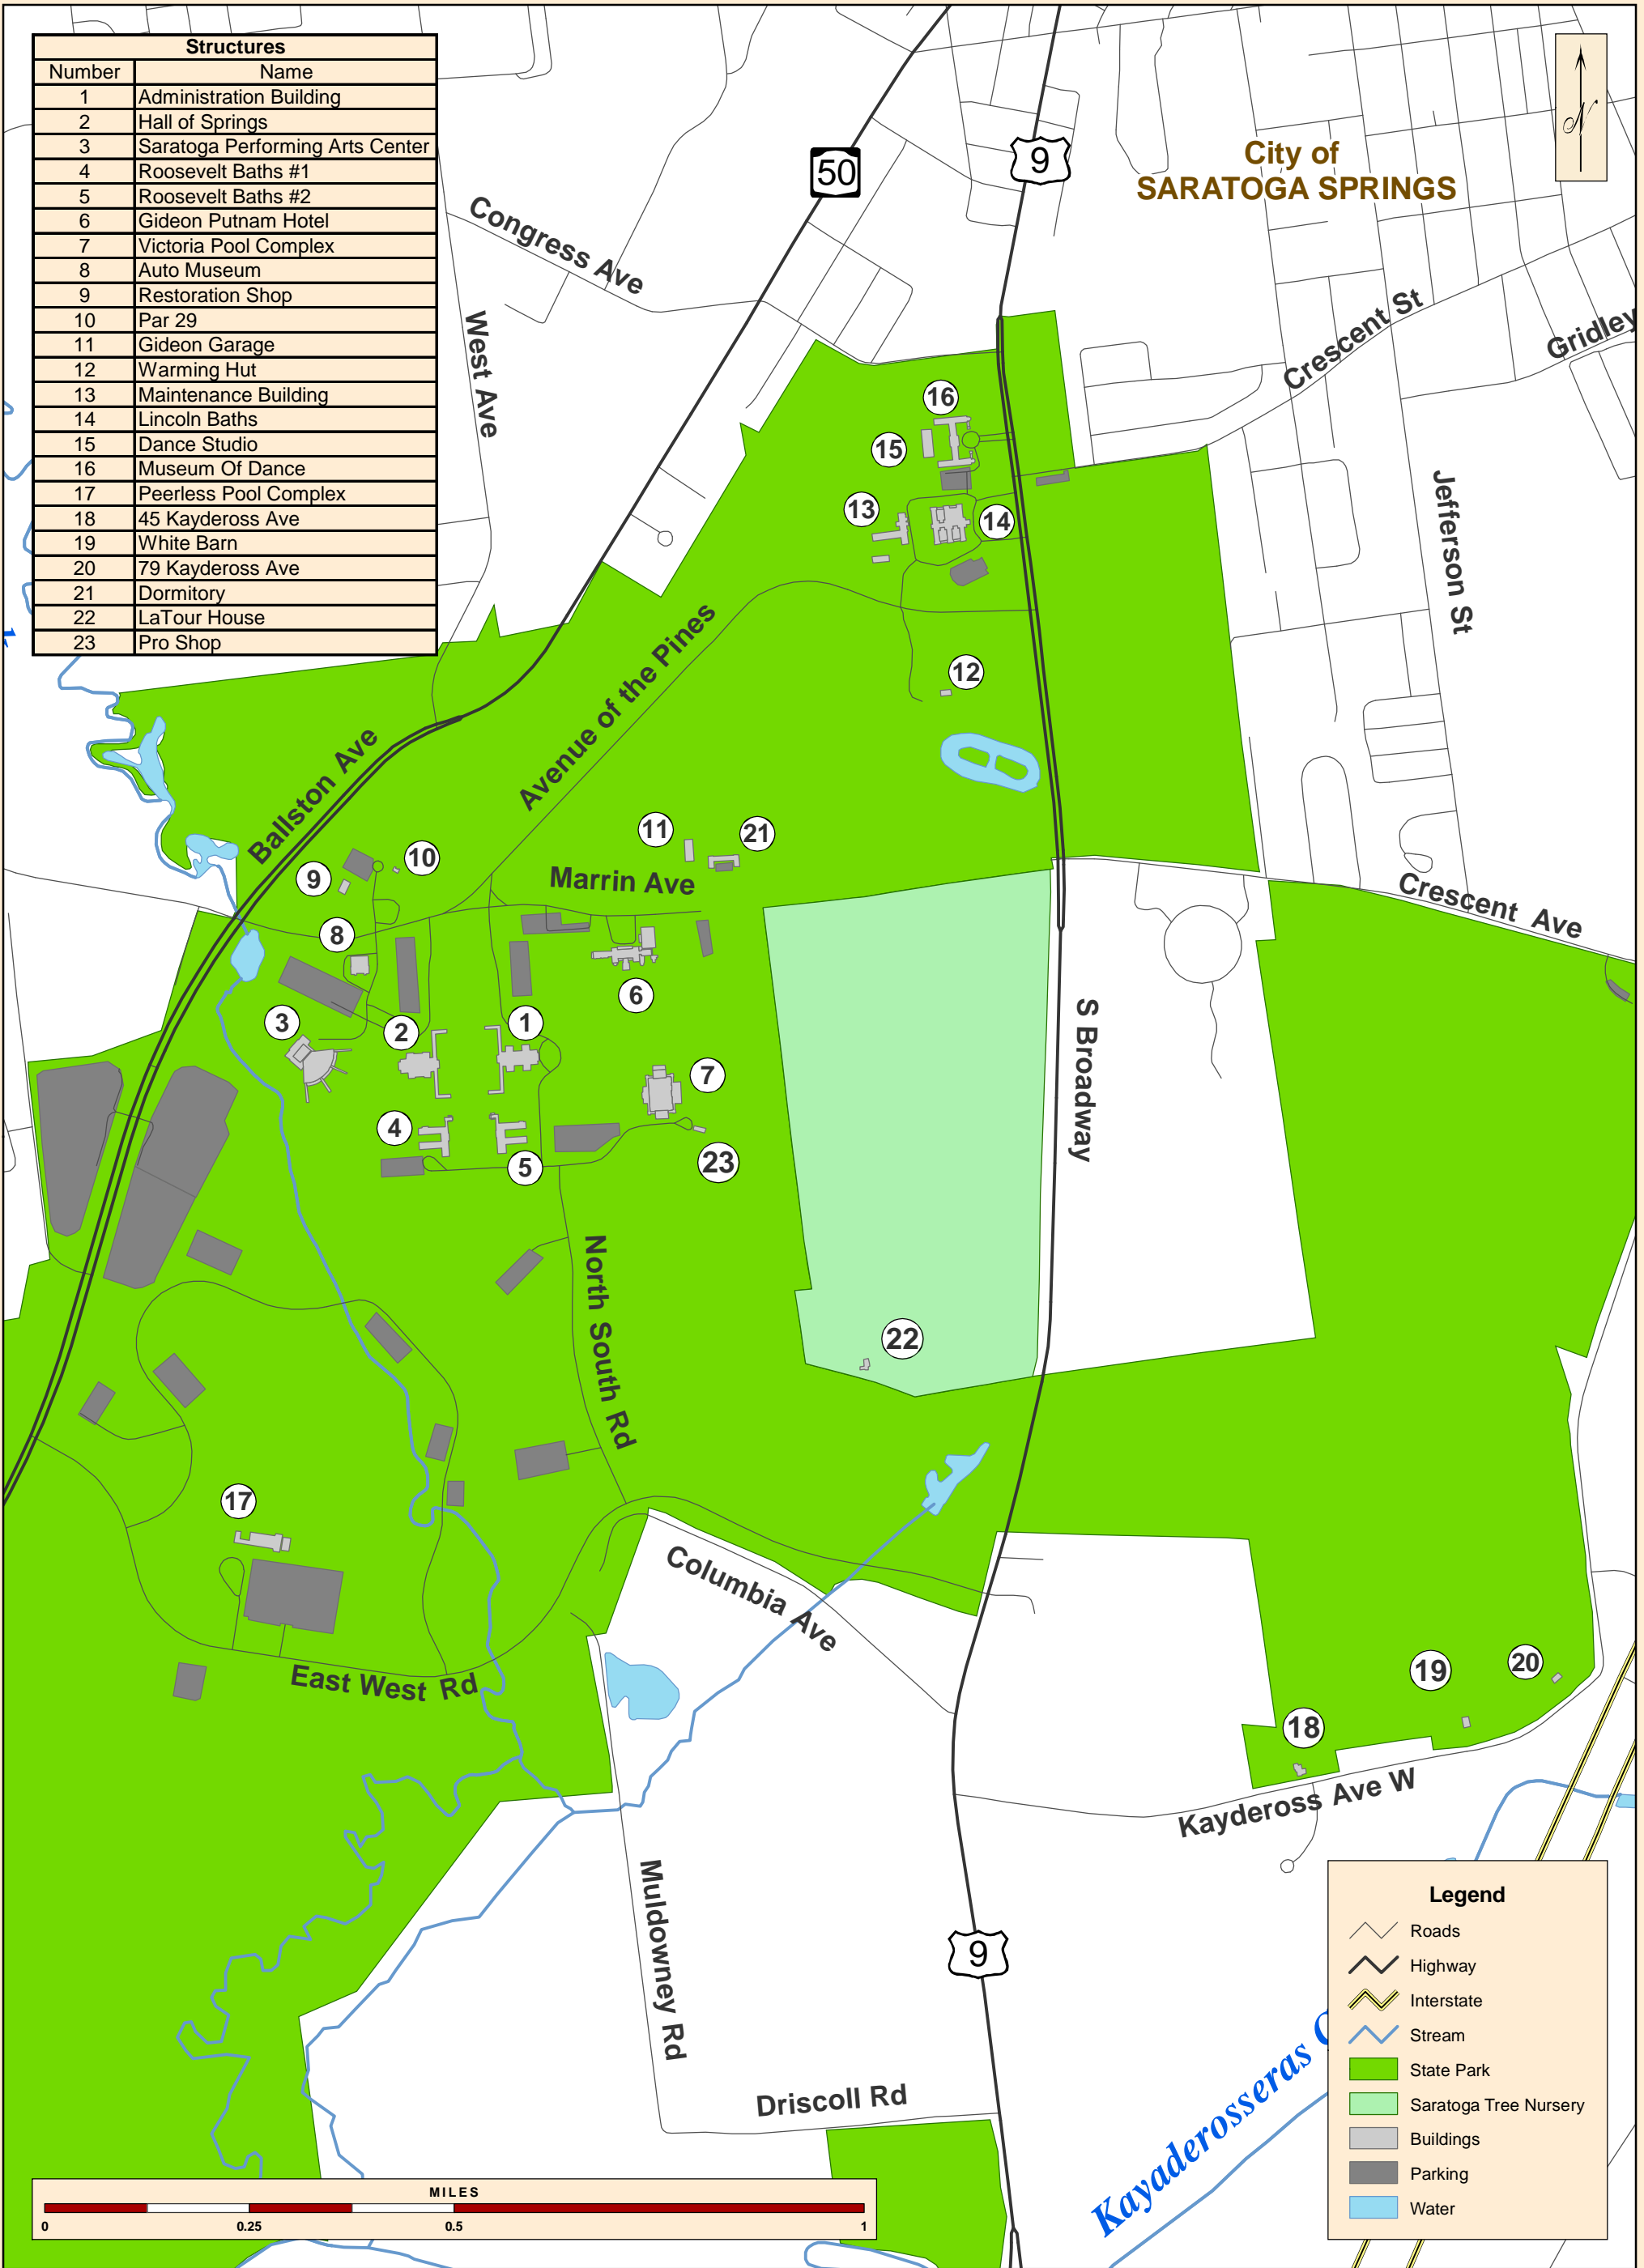 Structures
Number Name
1 Administration Building
2 Hall of Springs
3 Saratoga Performing Arts Center
4 Roosevelt Baths #1
5 Roosevelt Baths #2
6 Gideon Putnam Hotel
7 Victoria Pool Complex
8 Auto Museum
9 Restoration Shop
10 Par 29
11 Gideon Garage
12 Warming Hut
13 Maintenance Building
14 Lincoln Baths
15 Dance Studio
16 Museum Of Dance
17 Peerless Pool Complex
18 45 Kaydeross Ave
19 White Barn
20 79 Kaydeross Ave
21 Dormitory
22 LaTour House
23 Pro Shop
50
9
City of
SARATOGA SPRINGS
Congress Ave
West Ave
Crescent St
Gridley
Jefferson St
16
15
13
14
12
Avenue of the Pines
Ballston Ave
11
21
10
9
Marrin Ave
Crescent Ave
8
6
3
2
1
S Broadway
7
4
5
23
North South Rd
22
17
Columbia Ave
East West Rd
19
20
18
Kaydeross Ave W
Muldowney Rd
9
Driscoll Rd
Kayaderosseras
Legend
Roads
Highway
Interstate
Stream
State Park
Saratoga Tree Nursery
Buildings
Parking
Water
MILES
0 0.25 0.5 1